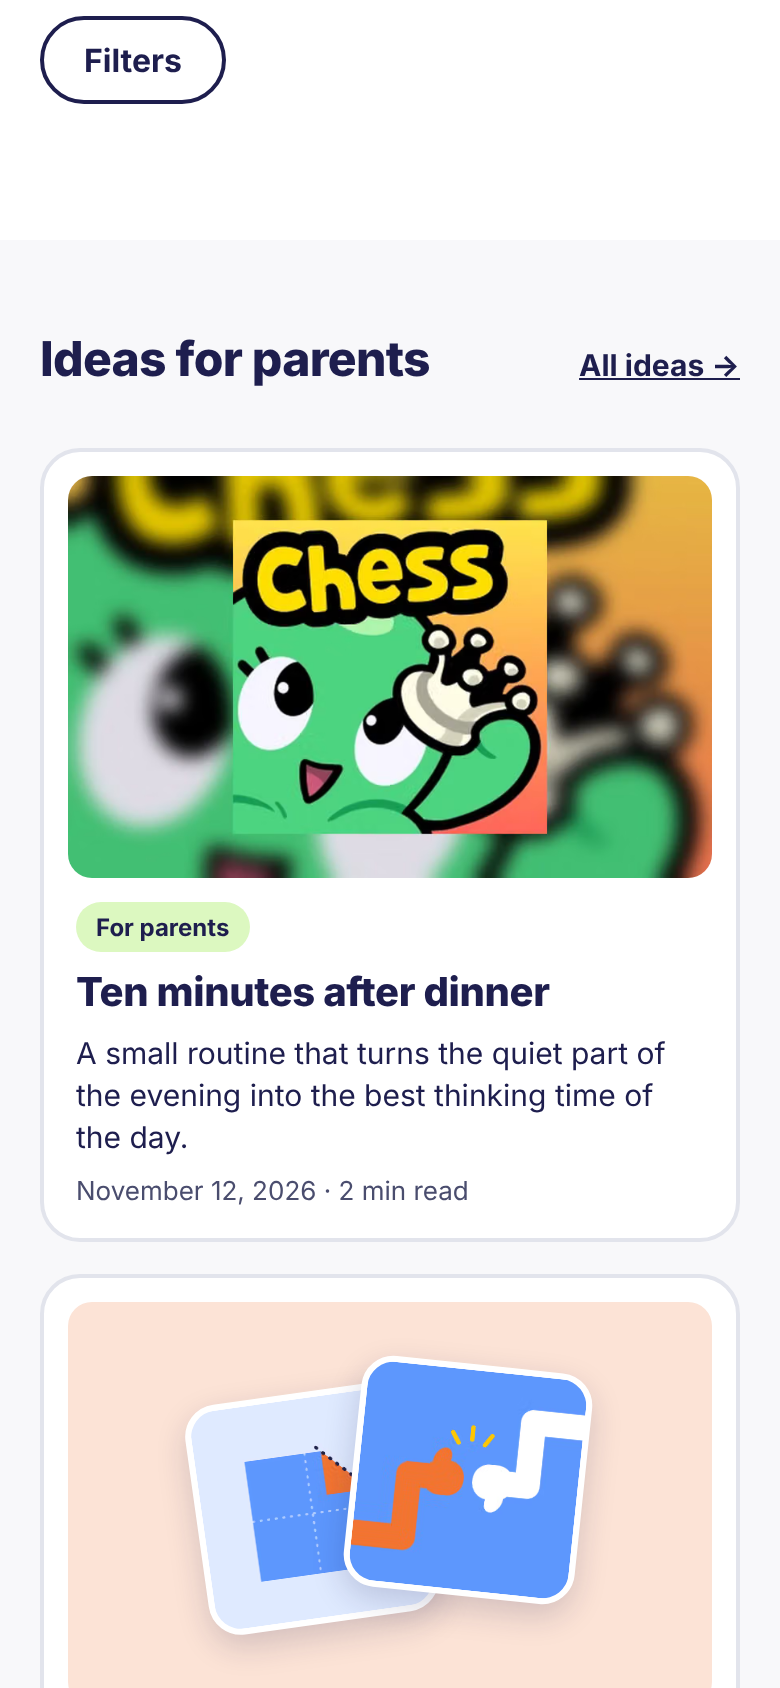 Filters
Ideas for parents
All ideas →
Chess
Chess
For parents
Ten minutes after dinner
A small routine that turns the quiet part of
the evening into the best thinking time of
the day.
November 12, 2026 · 2 min read